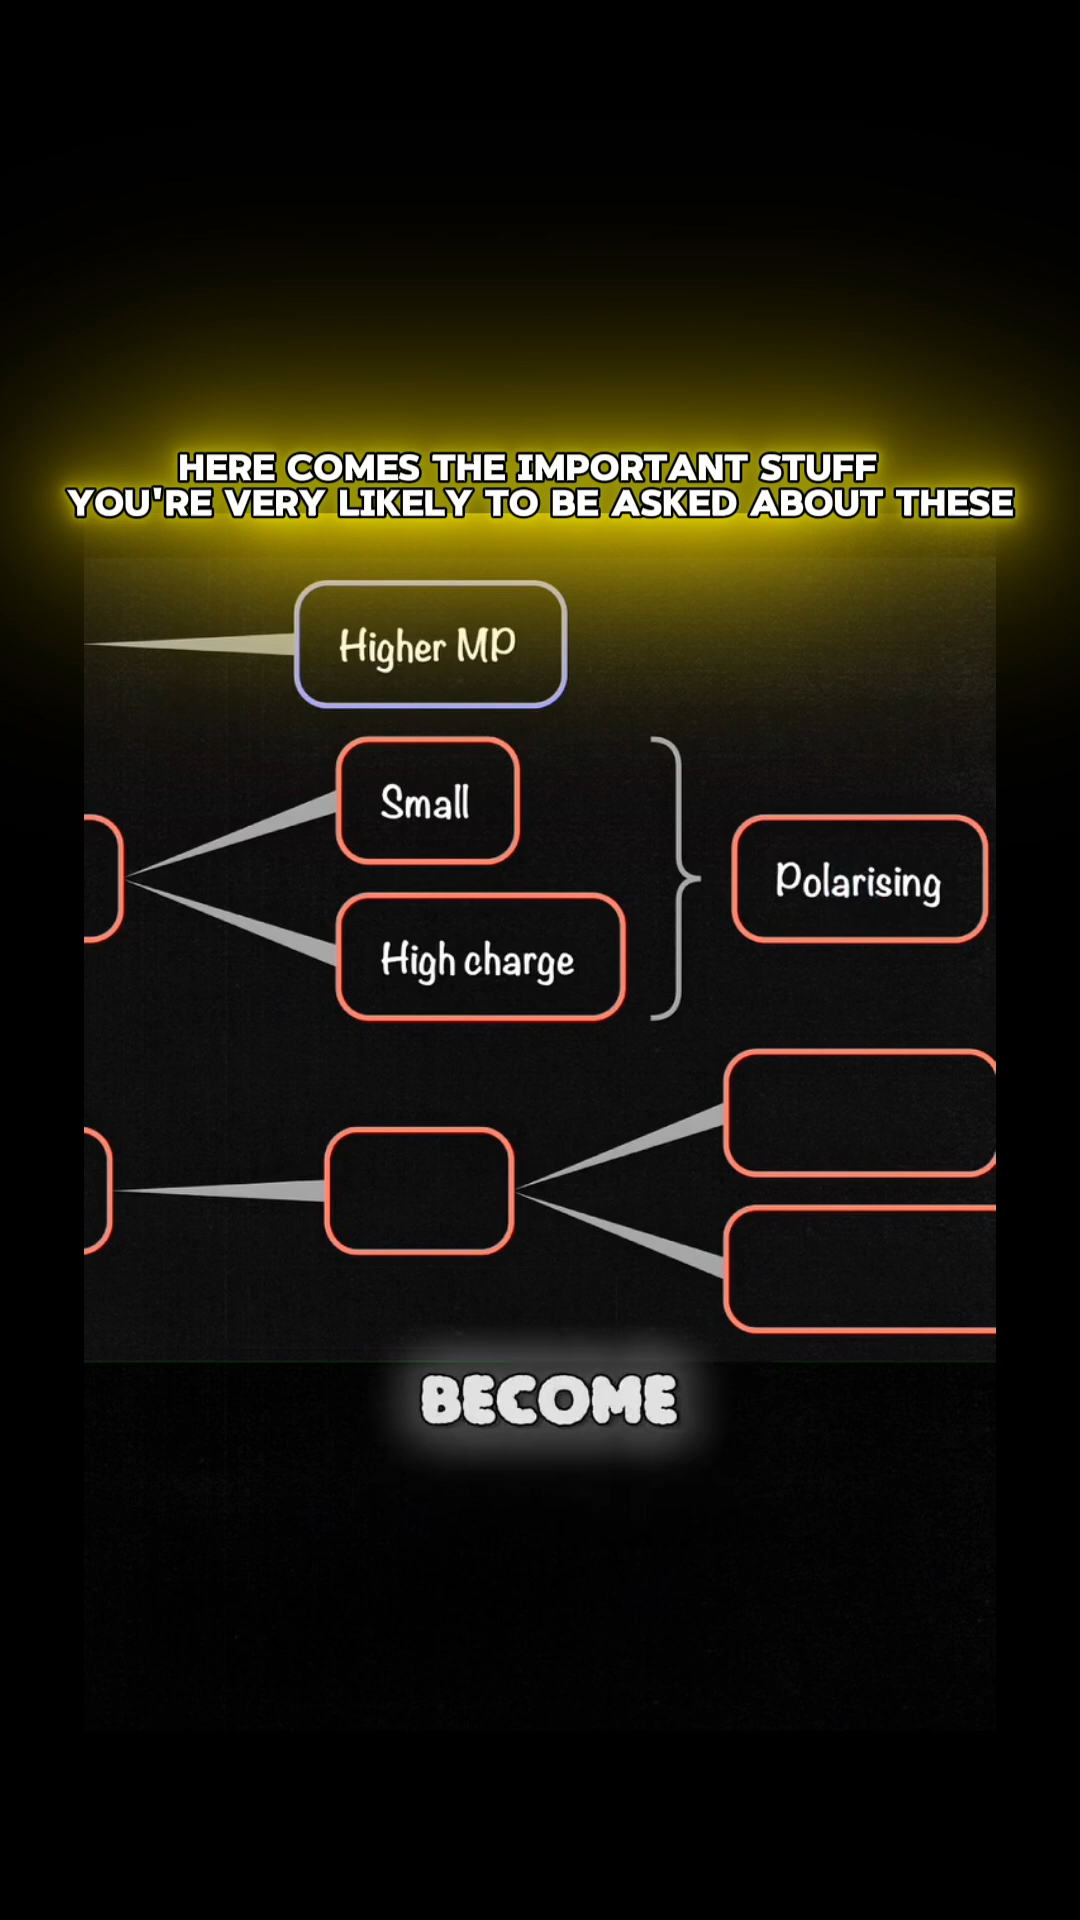 HERE COMES THE IMPORTANT STUFF
YOU'RE VERY LIKELY TO BE ASKED ABOUT THESE
Higher MP
Small
Polarising
High charge
BECOME